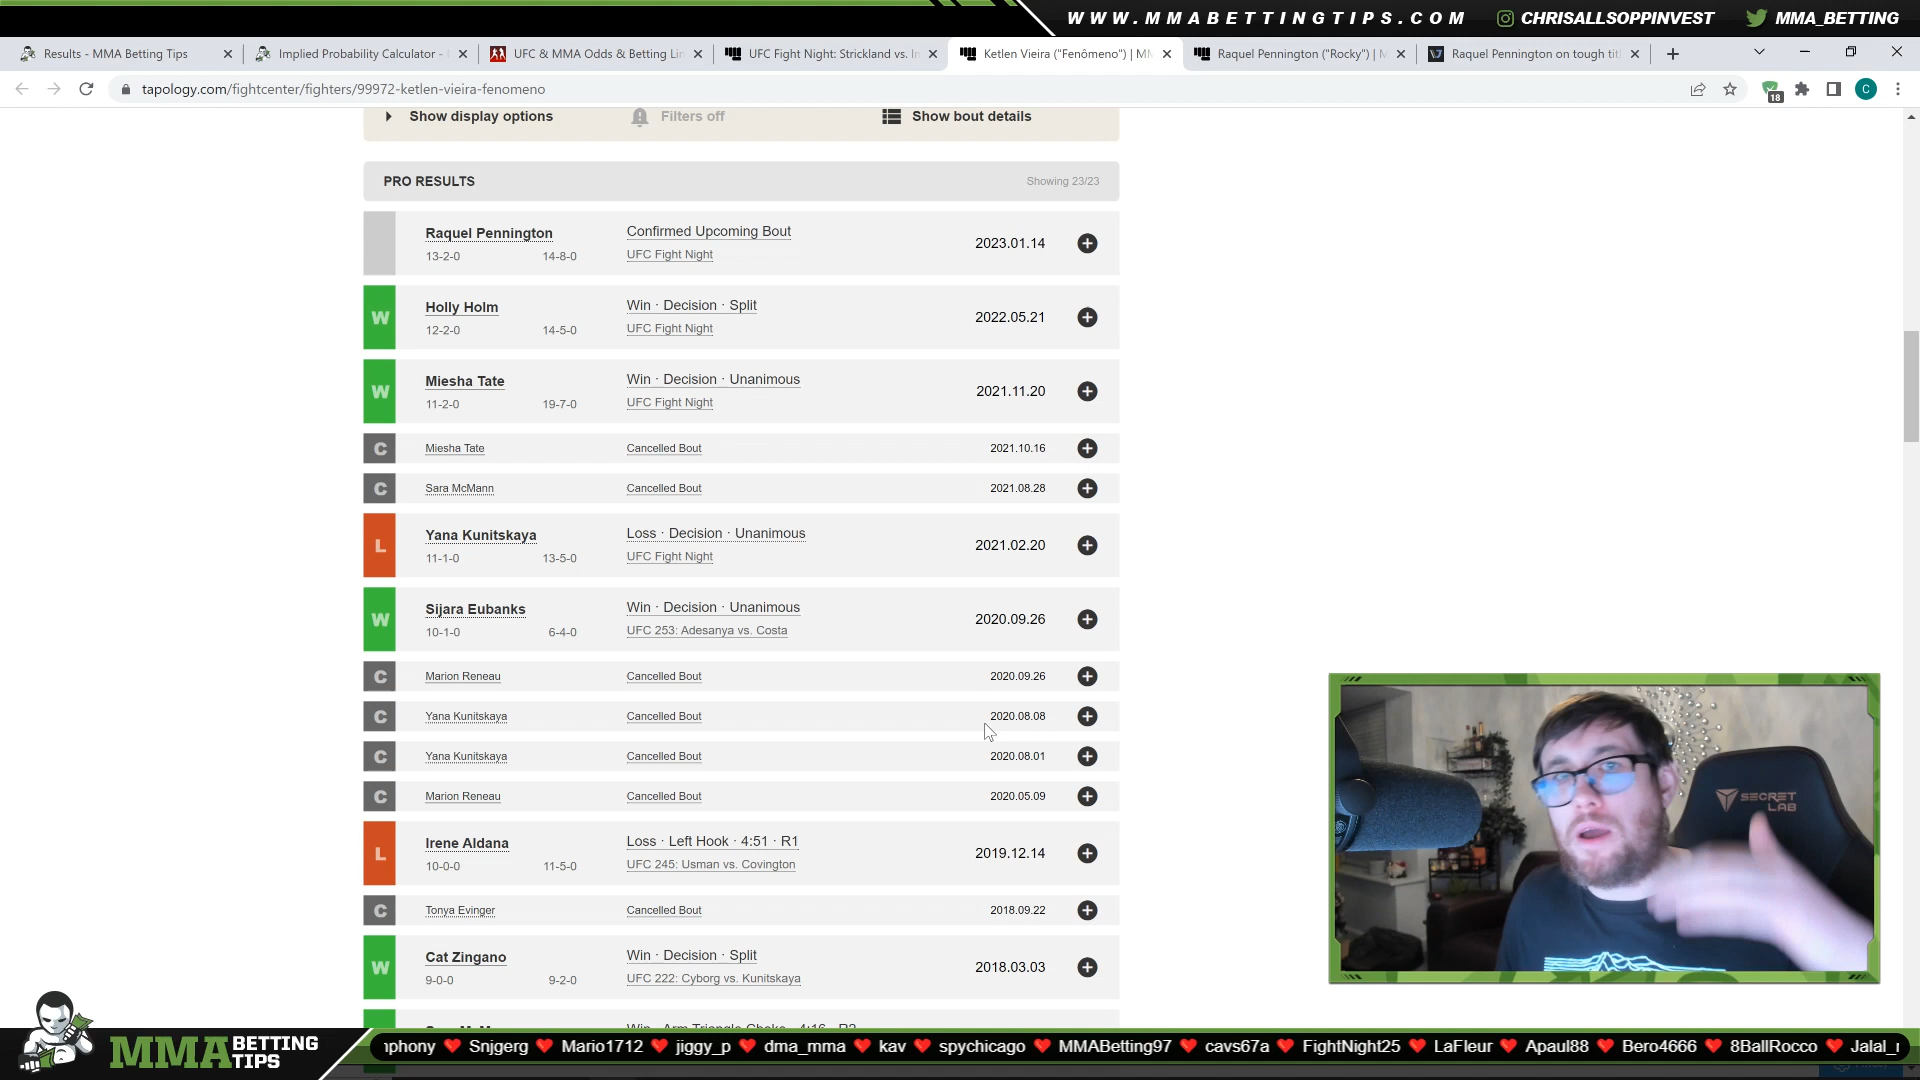 WWW.MMABETTINGTIPS.COM CHRISALLSOPPINVEST MMA_BETTING
Results - MMA Betting Tips
Implied Probability Calculator -
UFC & MMA Odds & Betting Lin
UFC Fight Night: Strickland vs. In
Ketlen Vieira ("Fenômeno") | MM
Raquel Pennington ("Rocky") | M
Raquel Pennington on tough titl
tapology.com/fightcenter/fighters/99972-ketlen-vieira-fenomeno
18
C
Show display options Filters off Show bout details
PRO RESULTS Showing 23/23
Raquel Pennington Confirmed Upcoming Bout 2023.01.14
13-2-0 14-8-0 UFC Fight Night
W Holly Holm Win · Decision · Split 2022.05.21
12-2-0 14-5-0 UFC Fight Night
W Miesha Tate Win · Decision · Unanimous 2021.11.20
11-2-0 19-7-0 UFC Fight Night
C Miesha Tate Cancelled Bout 2021.10.16
C Sara McMann Cancelled Bout 2021.08.28
L Yana Kunitskaya Loss · Decision · Unanimous 2021.02.20
11-1-0 13-5-0 UFC Fight Night
W Sijara Eubanks Win · Decision · Unanimous 2020.09.26
10-1-0 6-4-0 UFC 253: Adesanya vs. Costa
C Marion Reneau Cancelled Bout 2020.09.26
C Yana Kunitskaya Cancelled Bout 2020.08.08
C Yana Kunitskaya Cancelled Bout 2020.08.01
C Marion Reneau Cancelled Bout 2020.05.09
L Irene Aldana Loss · Left Hook · 4:51 · R1 2019.12.14
10-0-0 11-5-0 UFC 245: Usman vs. Covington
C Tonya Evinger Cancelled Bout 2018.09.22
W Cat Zingano Win · Decision · Split 2018.03.03
9-0-0 9-2-0 UFC 222: Cyborg vs. Kunitskaya
SECRET
LAB
MMA BETTING TIPS
nphony Snjgerg Mario1712 jiggy_p dma_mma kav spychicago MMABetting97 cavs67a FightNight25 LaFleur Apaul88 Bero4666 8BallRocco